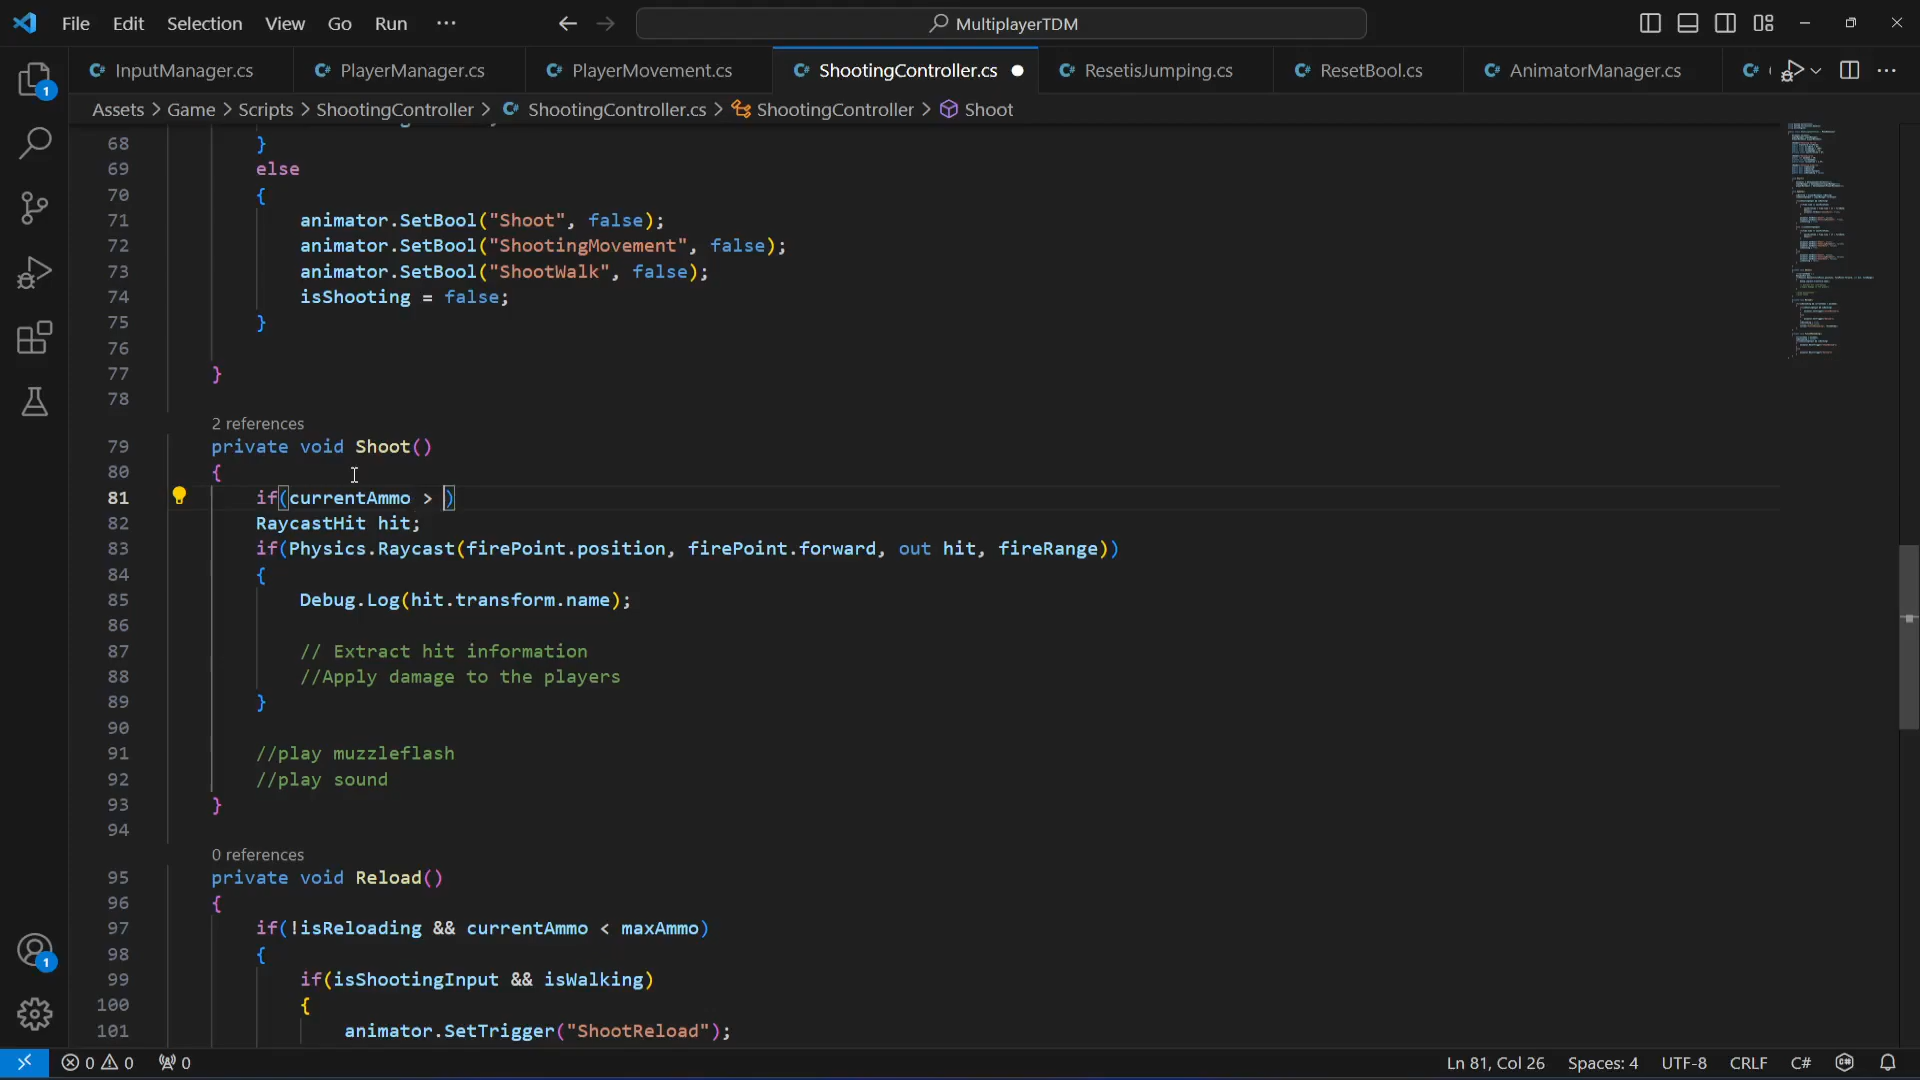 File Edit Selection View Go Run ··· MultiplayerTDM
InputManager.cs PlayerManager.cs PlayerMovement.cs ShootingController.cs ResetisJumping.cs ResetBool.cs AnimatorManager.cs
Assets > Game > Scripts > ShootingController > ShootingController.cs > ShootingController > Shoot
68 }
69 else
70 {
71 animator.SetBool("Shoot", false);
72 animator.SetBool("ShootingMovement", false);
73 animator.SetBool("ShootWalk", false);
74 isShooting = false;
75 }
76
77 }
78
2 references
79 private void Shoot()
80 {
81 if(currentAmmo > )
82 RaycastHit hit;
83 if(Physics.Raycast(firePoint.position, firePoint.forward, out hit, fireRange))
84 {
85 Debug.Log(hit.transform.name);
86
87 // Extract hit information
88 //Apply damage to the players
89 }
90
91 //play muzzleflash
92 //play sound
93 }
94
0 references
95 private void Reload()
96 {
97 if(!isReloading && currentAmmo < maxAmmo)
98 {
99 if(isShootingInput && isWalking)
100 {
101 animator.SetTrigger("ShootReload");
1
1
0 0 0 Ln 81, Col 26 Spaces: 4 UTF-8 CRLF C#